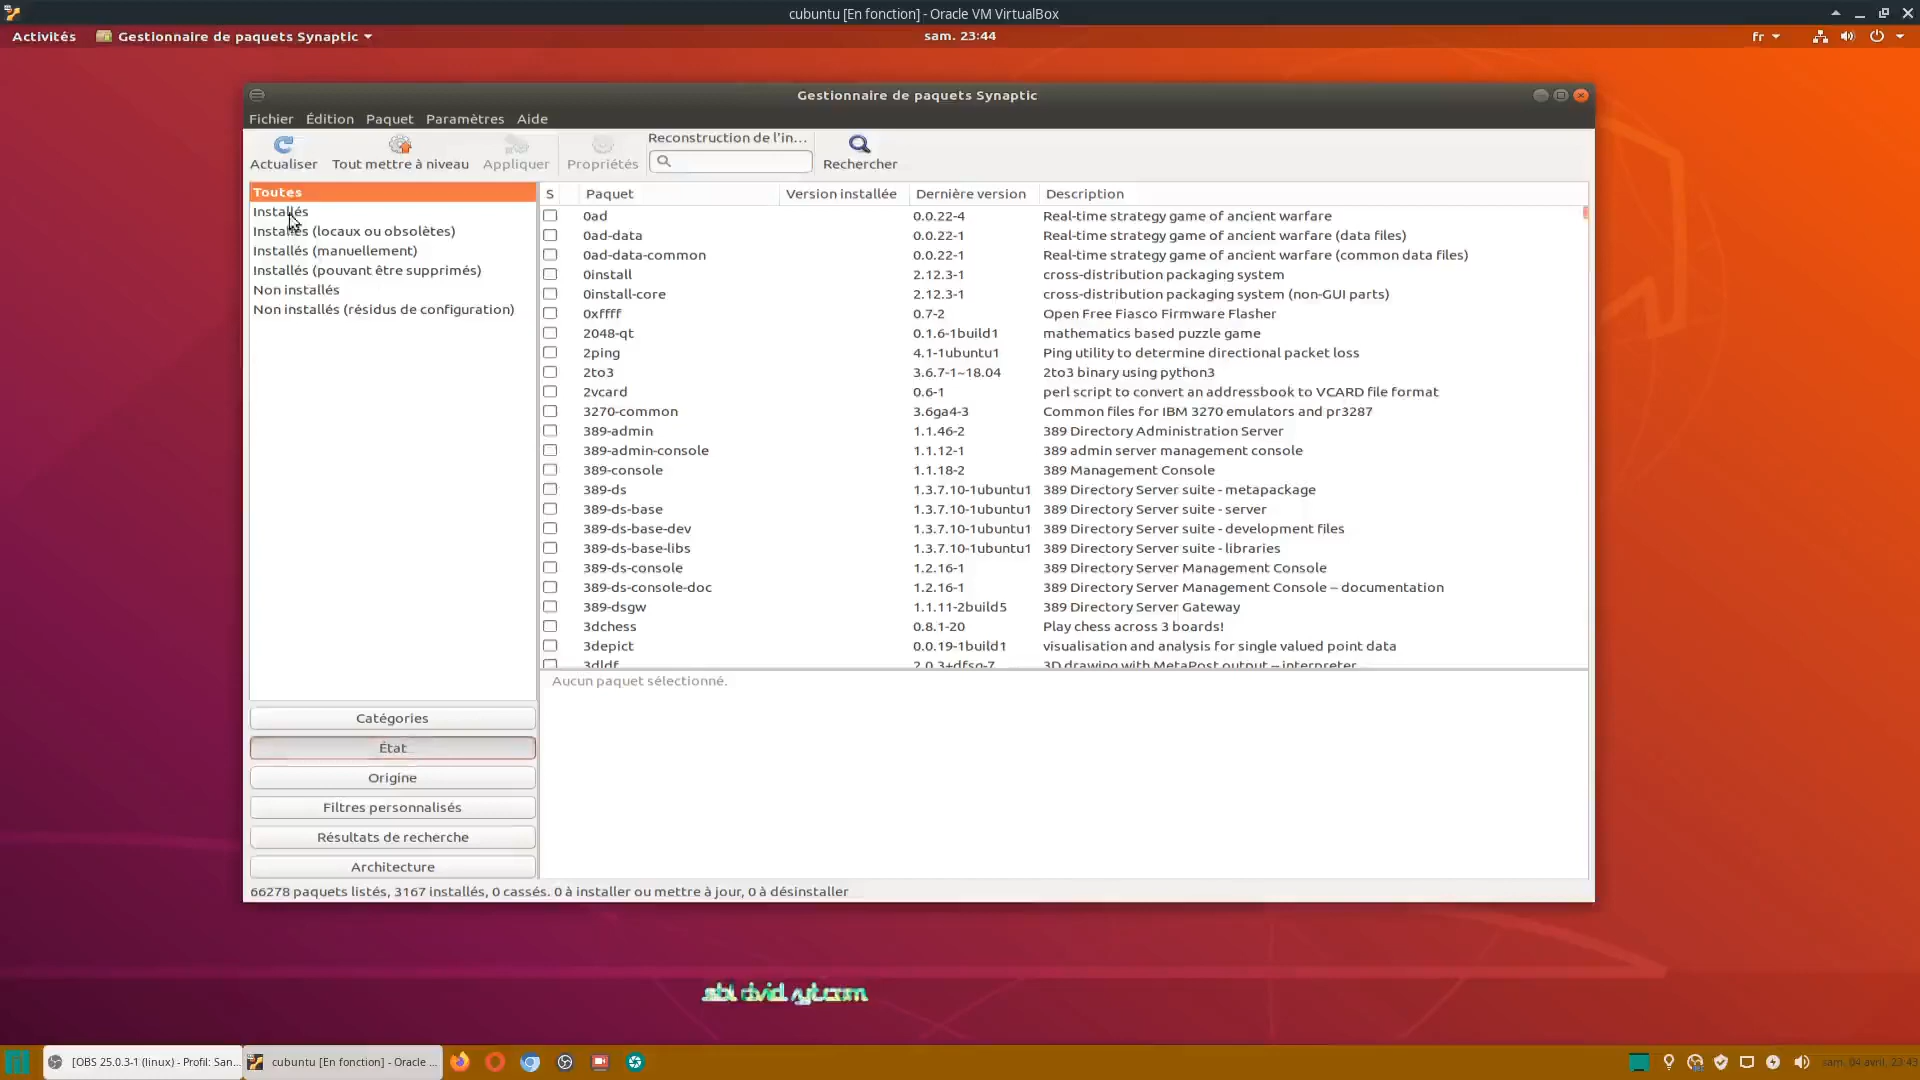 cubuntu [En fonction] - Oracle VM VirtualBox
Activités Gestionnaire de paquets Synaptic sam. 23:44 fr
Gestionnaire de paquets Synaptic
Fichier Édition Paquet Paramètres Aide
Actualiser Tout mettre à niveau Appliquer Propriétés Reconstruction de l'in... Rechercher
Toutes
Installés
Installés (locaux ou obsolètes)
Installés (manuellement)
Installés (pouvant être supprimés)
Non installés
Non installés (résidus de configuration)
S Paquet Version installée Dernière version Description
0ad 0.0.22-4 Real-time strategy game of ancient warfare
0ad-data 0.0.22-1 Real-time strategy game of ancient warfare (data files)
0ad-data-common 0.0.22-1 Real-time strategy game of ancient warfare (common data files)
0install 2.12.3-1 cross-distribution packaging system
0install-core 2.12.3-1 cross-distribution packaging system (non-GUI parts)
0xffff 0.7-2 Open Free Fiasco Firmware Flasher
2048-qt 0.1.6-1build1 mathematics based puzzle game
2ping 4.1-1ubuntu1 Ping utility to determine directional packet loss
2to3 3.6.7-1~18.04 2to3 binary using python3
2vcard 0.6-1 perl script to convert an addressbook to VCARD file format
3270-common 3.6ga4-3 Common files for IBM 3270 emulators and pr3287
389-admin 1.1.46-2 389 Directory Administration Server
389-admin-console 1.1.12-1 389 admin server management console
389-console 1.1.18-2 389 Management Console
389-ds 1.3.7.10-1ubuntu1 389 Directory Server suite - metapackage
389-ds-base 1.3.7.10-1ubuntu1 389 Directory Server suite - server
389-ds-base-dev 1.3.7.10-1ubuntu1 389 Directory Server suite - development files
389-ds-base-libs 1.3.7.10-1ubuntu1 389 Directory Server suite - libraries
389-ds-console 1.2.16-1 389 Directory Server Management Console
389-ds-console-doc 1.2.16-1 389 Directory Server Management Console – documentation
389-dsgw 1.1.11-2build5 389 Directory Server Gateway
3dchess 0.8.1-20 Play chess across 3 boards!
3depict 0.0.19-1build1 visualisation and analysis for single valued point data
3dldf 2.0.3+dfsg-7 3D drawing with MetaPost output -- interpreter
Aucun paquet sélectionné.
Catégories
État
Origine
Filtres personnalisés
Résultats de recherche
Architecture
66278 paquets listés, 3167 installés, 0 cassés. 0 à installer ou mettre à jour, 0 à désinstaller
[OBS 25.0.3-1 (linux) - Profil: San... cubuntu [En fonction] - Oracle ... sam. 04 avril, 23:43